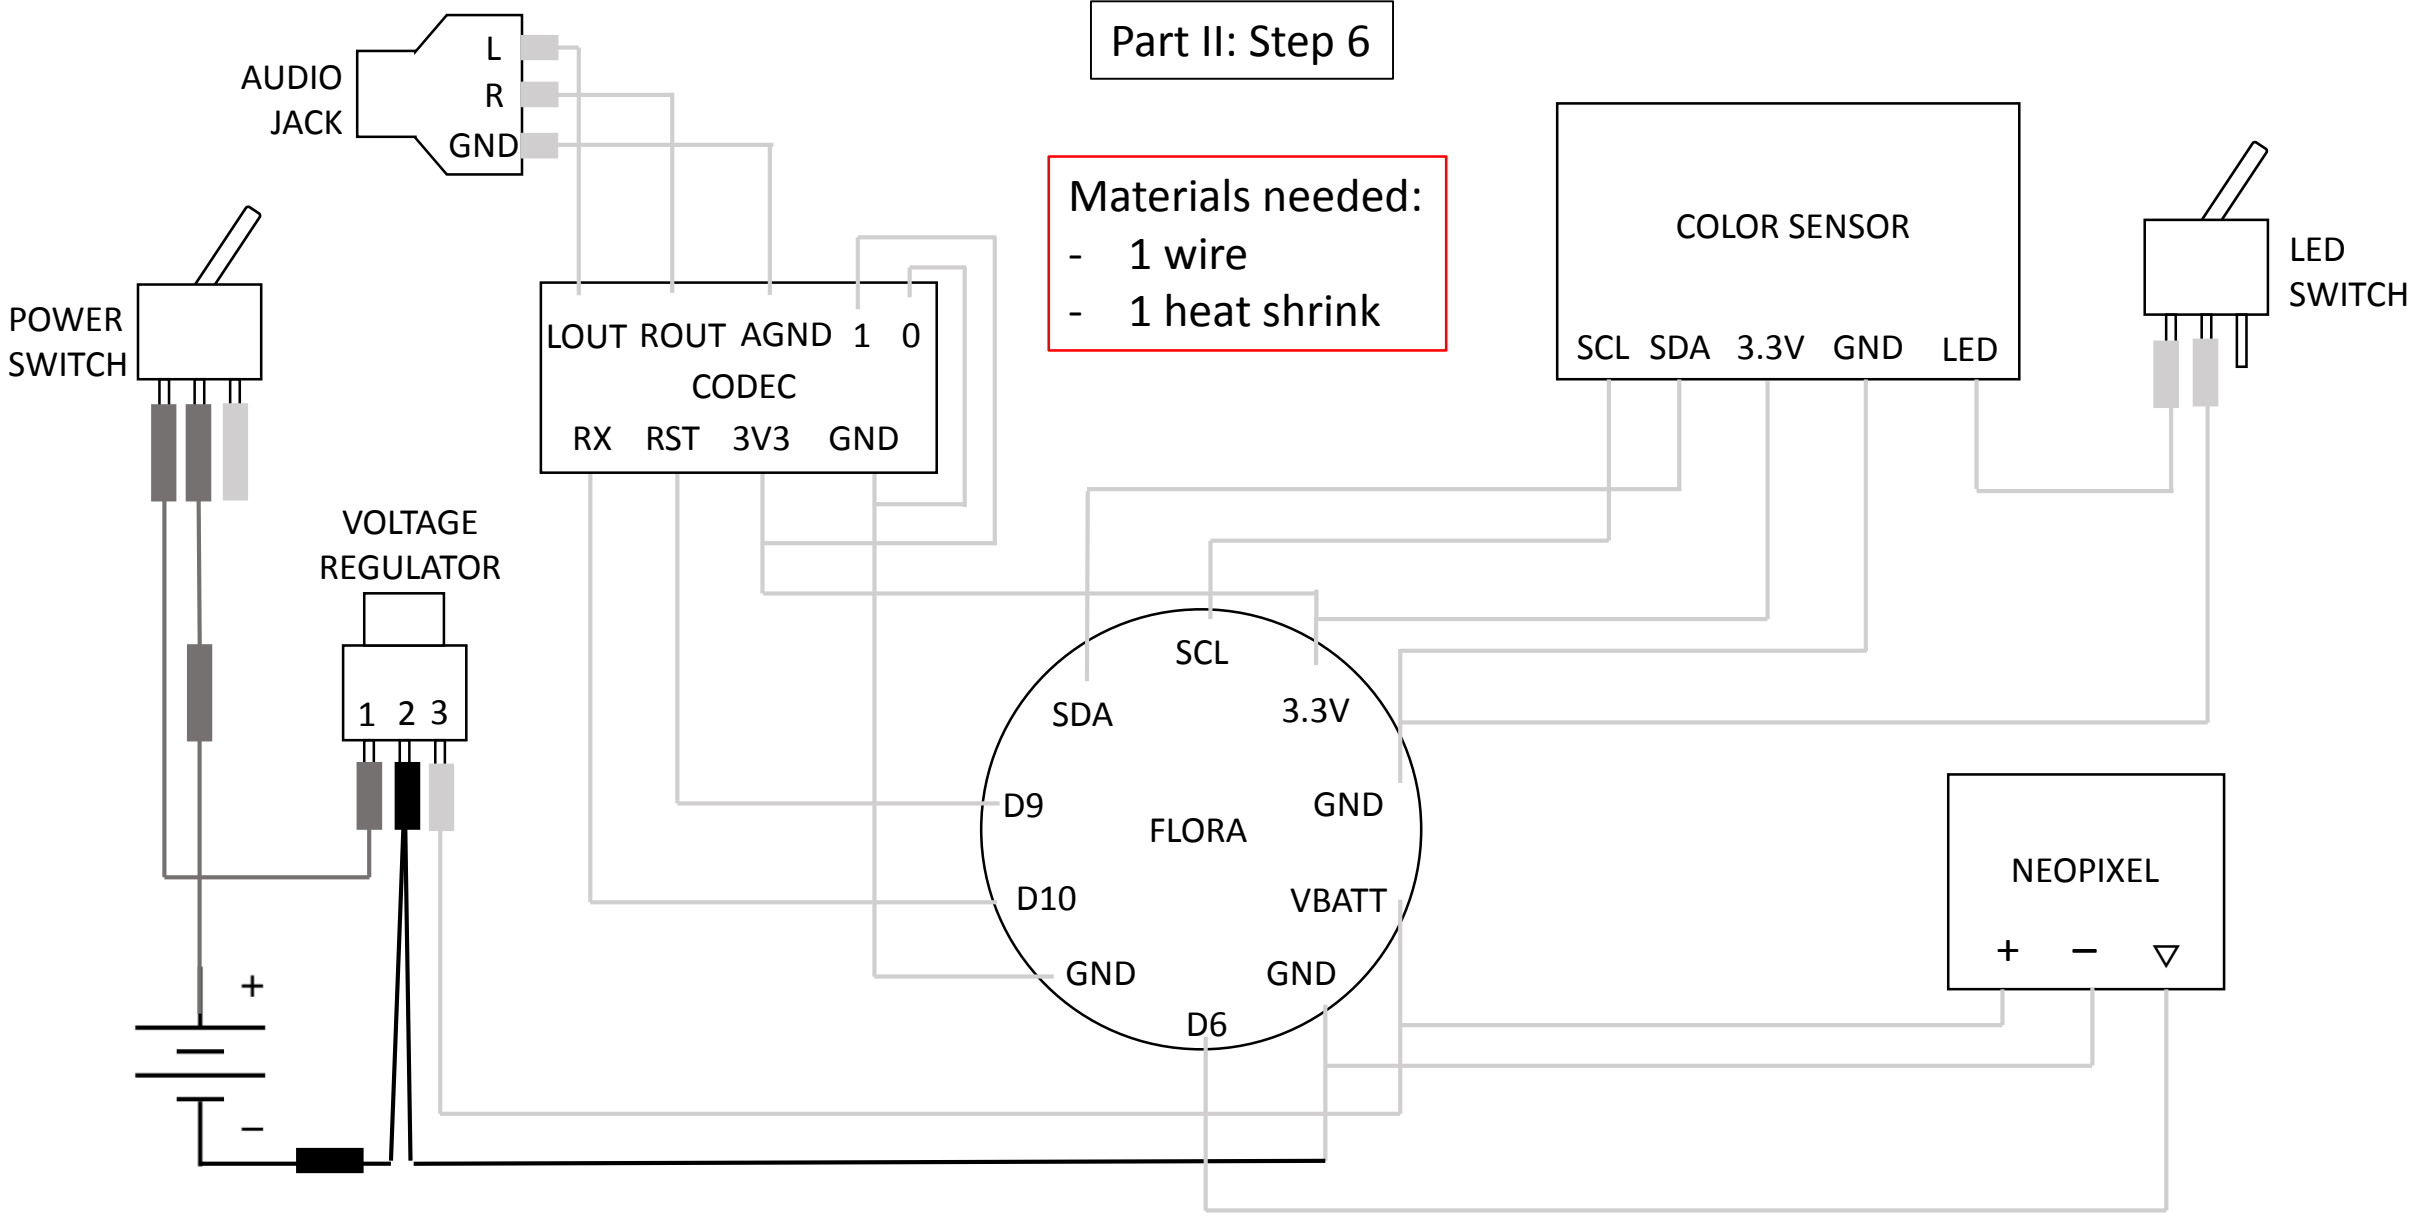 Part II: Step 6
AUDIO
JACK
L
R
GND
Materials needed:
- 1 wire
- 1 heat shrink
COLOR SENSOR
SCL SDA 3.3V GND LED
LED
SWITCH
POWER
SWITCH
LOUT ROUT AGND 1 0
CODEC
RX RST 3V3 GND
VOLTAGE
REGULATOR
1 2 3
SCL
SDA
3.3V
D9
GND
FLORA
D10
VBATT
GND
GND
D6
NEOPIXEL
+ −
+
−